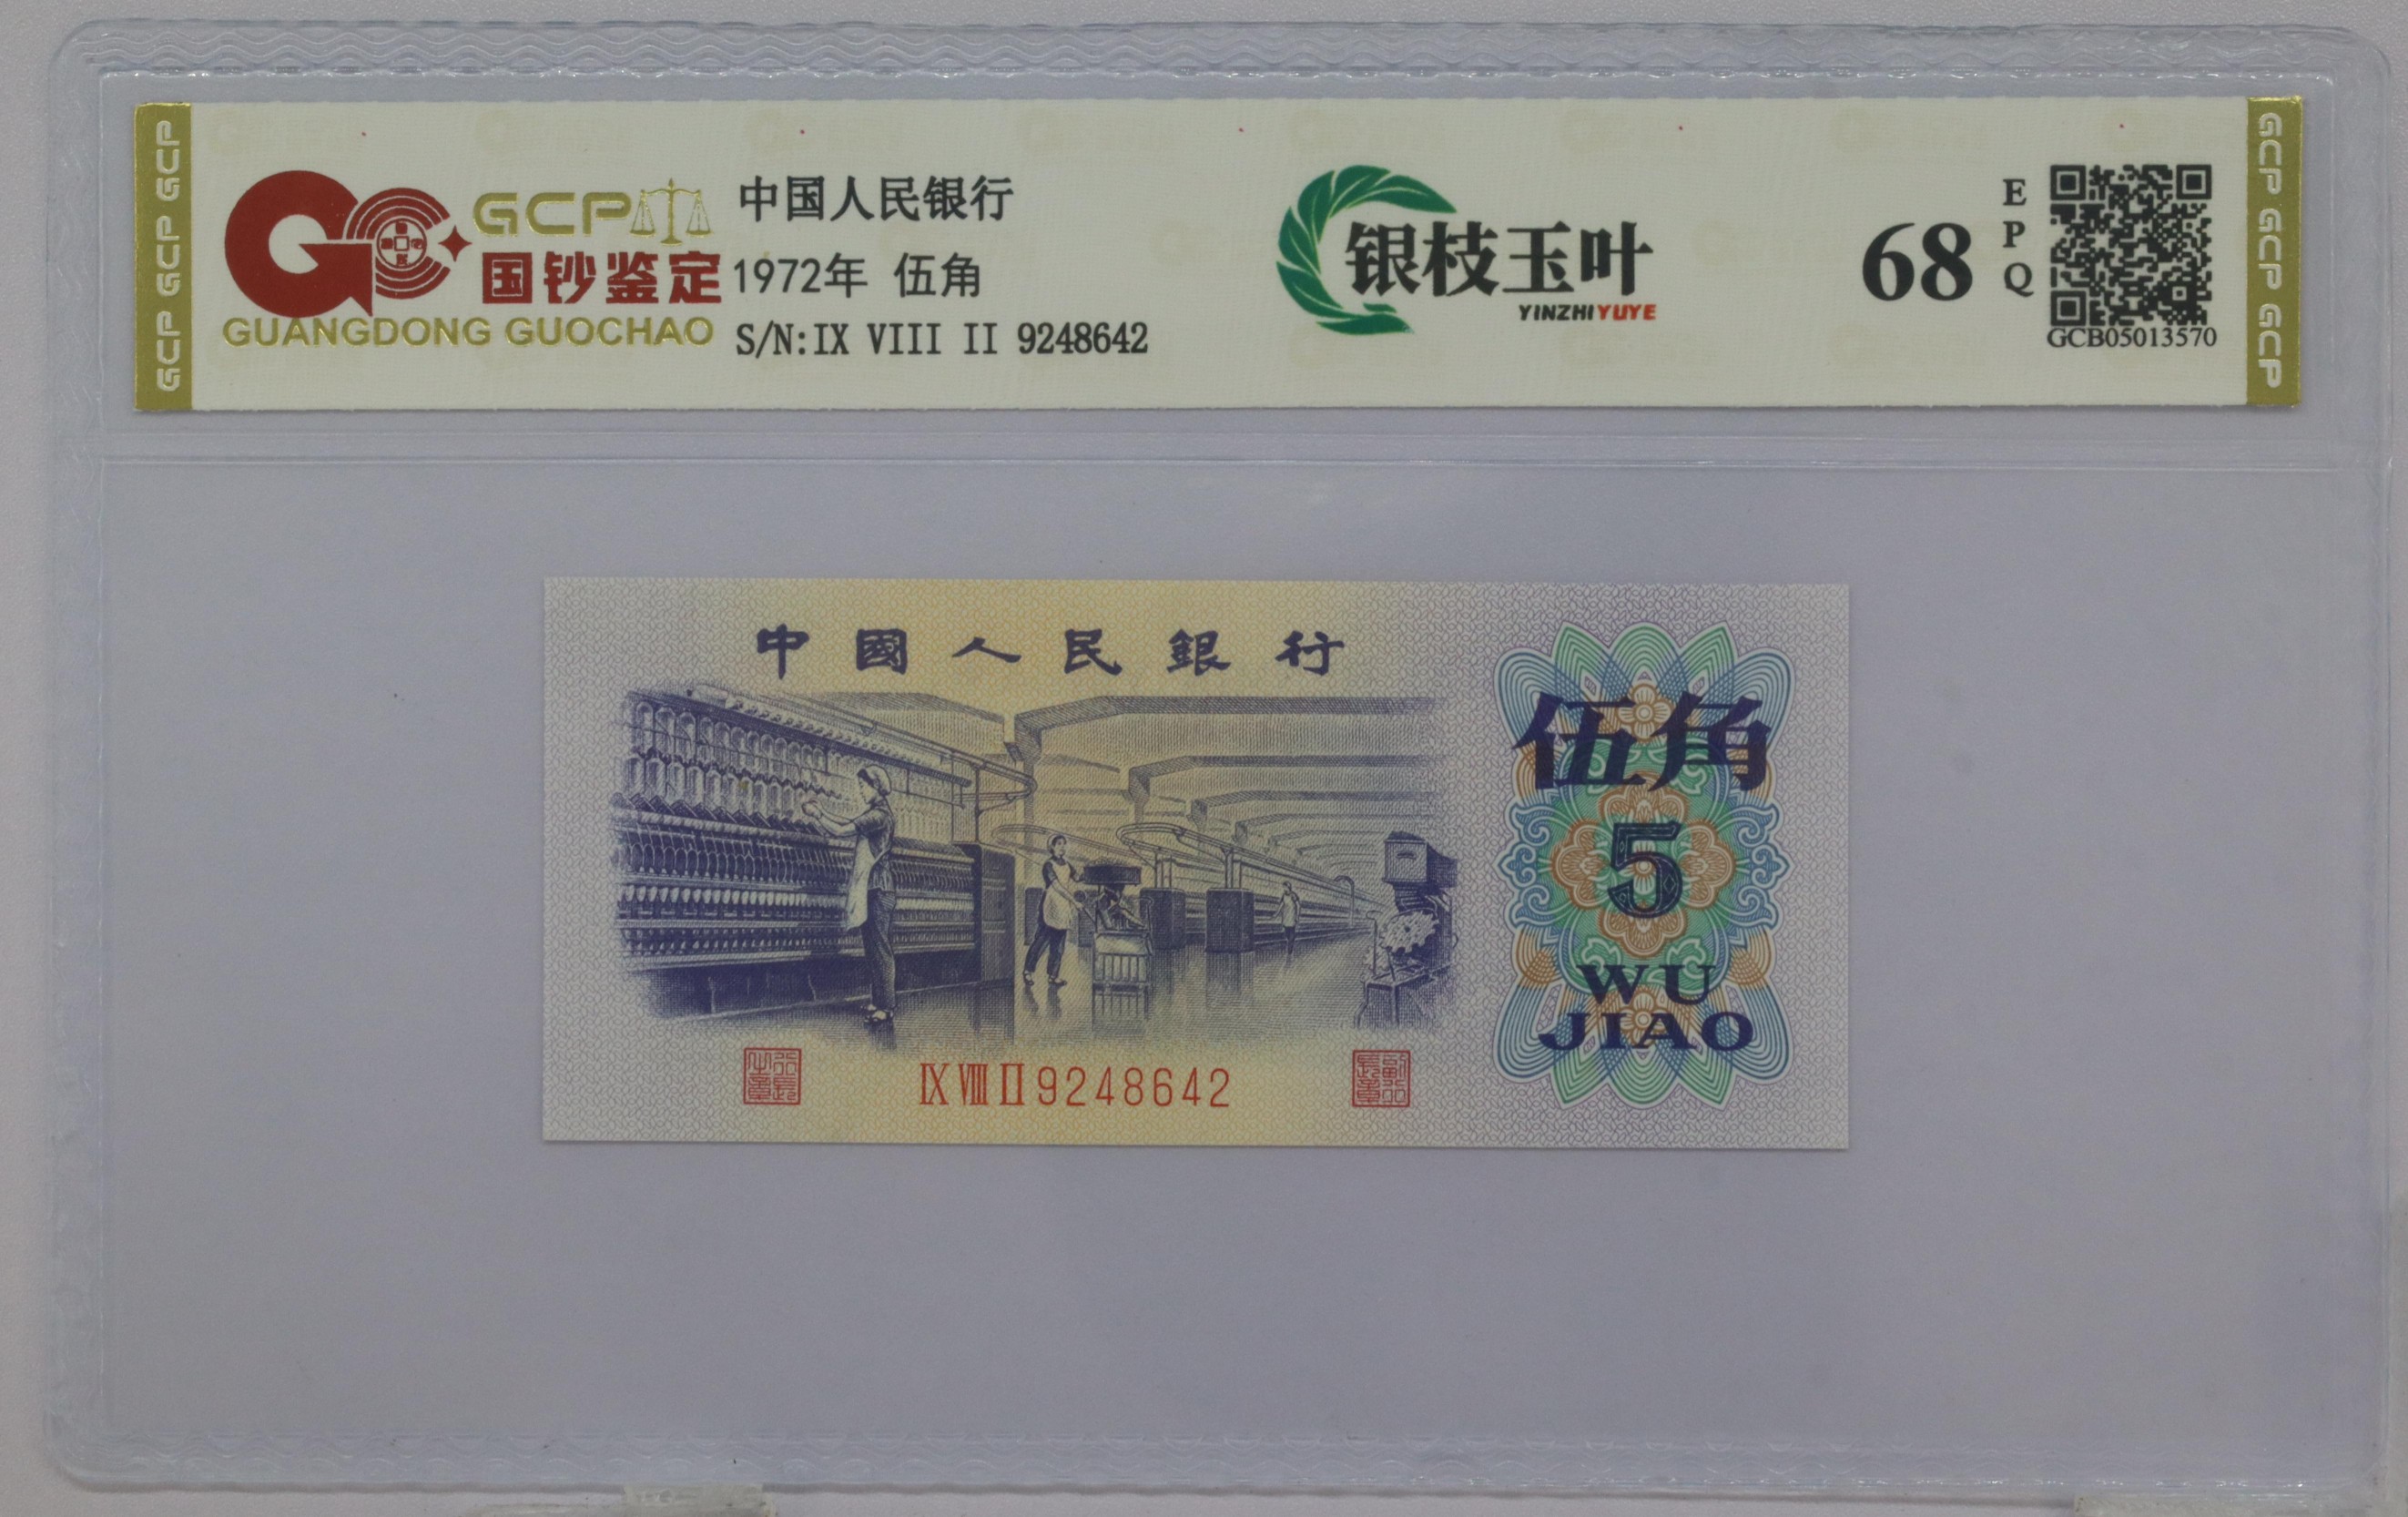 GCP GCP GCP
GCP
国钞鉴定
GUANGDONG GUOCHAO
中国人民银行
1972年 伍角
S/N:IX VIII II 9248642
银枝玉叶
YINZHIYUYE
68
EPQ
GCB05013570
GCP GCP GCP
中國人民銀行
伍角
5
WU
JIAO
IX VIII II 9248642